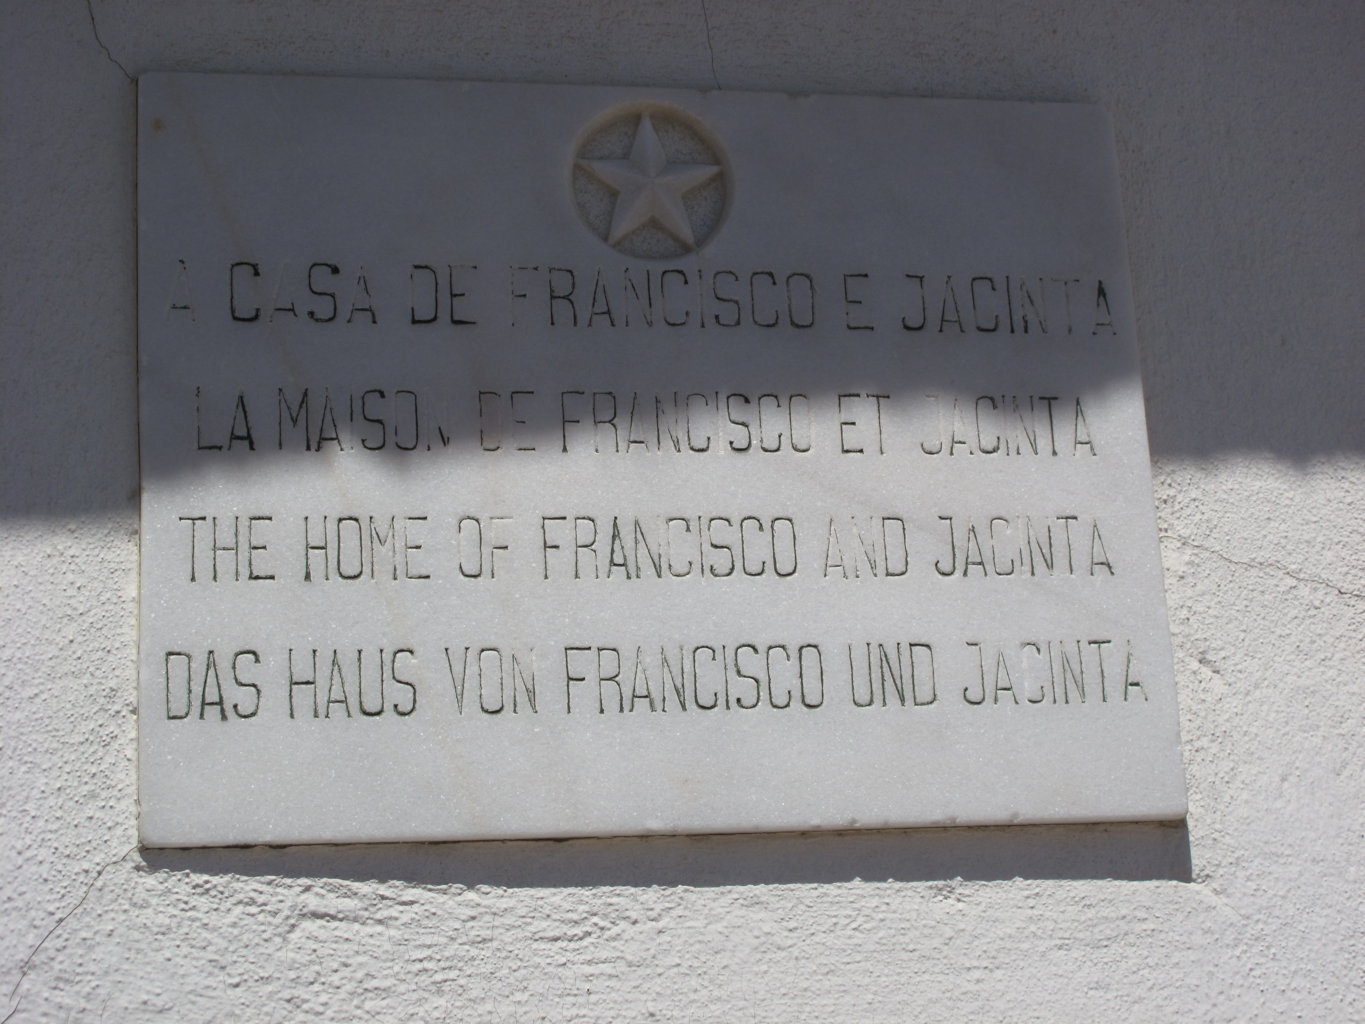 A CASA DE FRANCISCO E JACINTA
LA MAISON DE FRANCISCO ET JACINTA
THE HOME OF FRANCISCO AND JACINTA
DAS HAUS VON FRANCISCO UND JACINTA